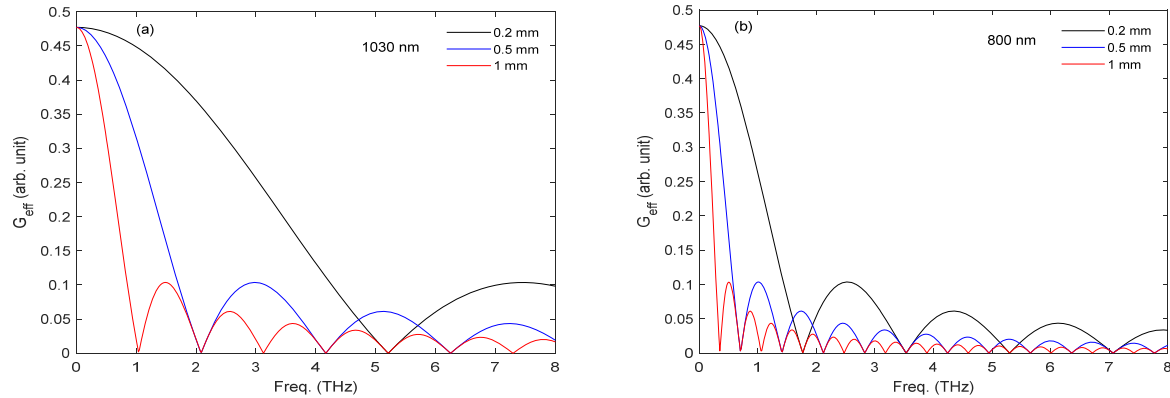 (a)
1030 nm
0.2 mm
0.5 mm
1 mm
G_eff (arb. unit)
0.5
0.45
0.4
0.35
0.3
0.25
0.2
0.15
0.1
0.05
0
0 1 2 3 4 5 6 7 8
Freq. (THz)
(b)
800 nm
0.2 mm
0.5 mm
1 mm
G_eff (arb. unit)
0.5
0.45
0.4
0.35
0.3
0.25
0.2
0.15
0.1
0.05
0
0 1 2 3 4 5 6 7 8
Freq. (THz)